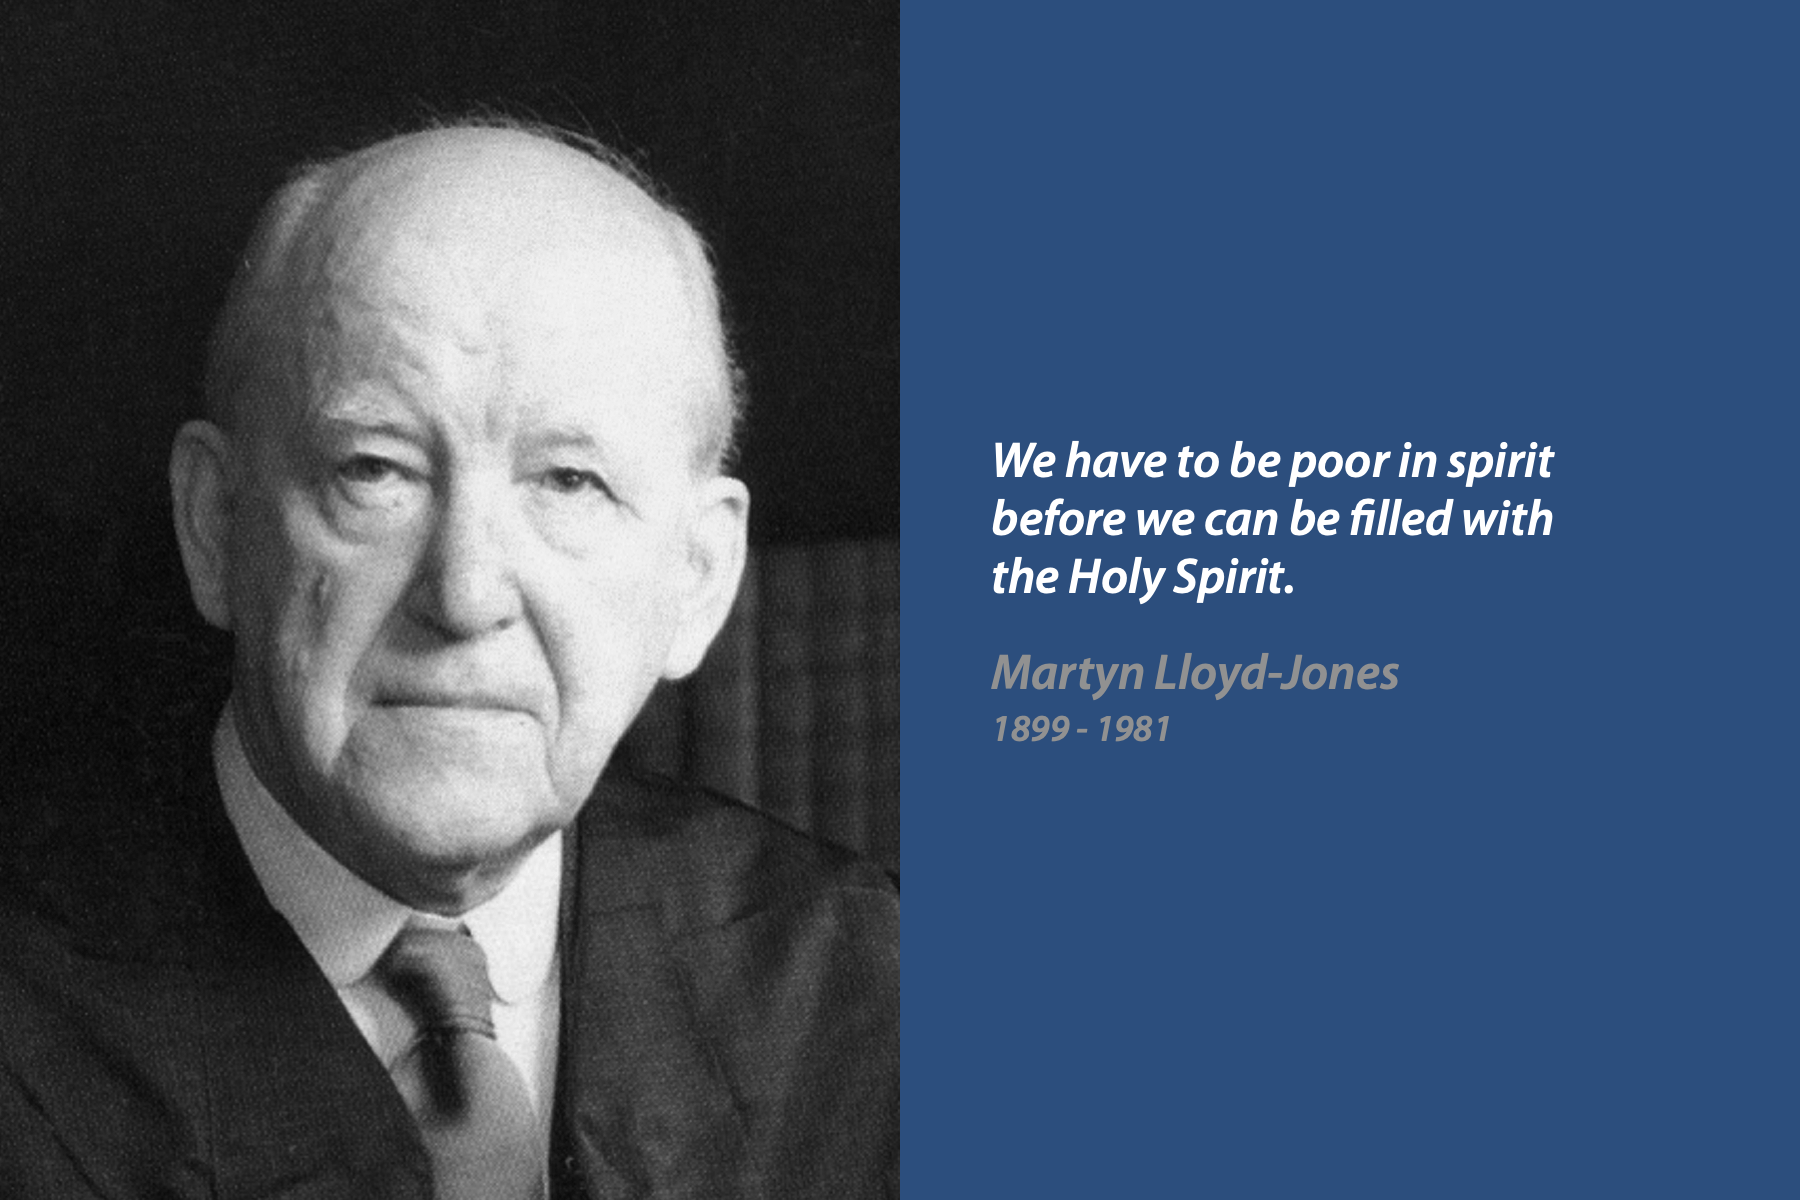 We have to be poor in spirit
before we can be filled with
the Holy Spirit.
Martyn Lloyd-Jones
1899 - 1981